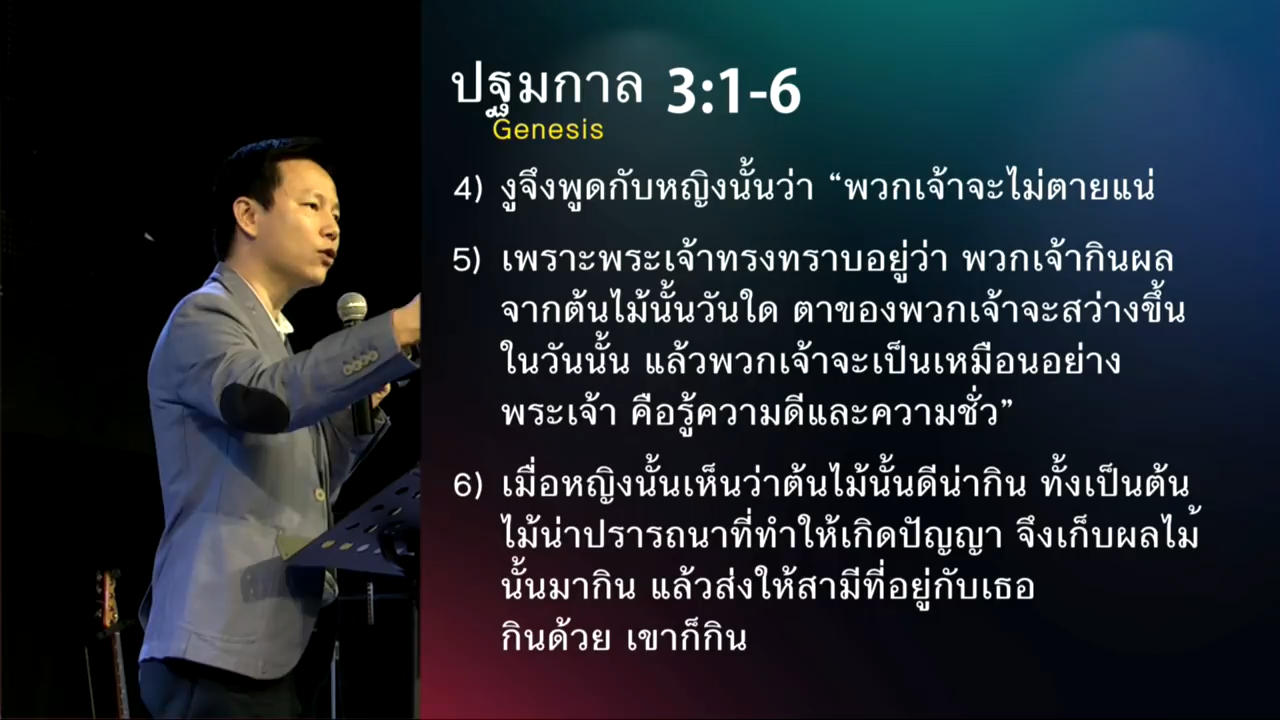 ปฐมกาล 3:1-6
Genesis
4) งูจึงพูดกับหญิงนั้นว่า “พวกเจ้าจะไม่ตายแน่
5) เพราะพระเจ้าทรงทราบอยู่ว่า พวกเจ้ากินผล
จากต้นไม้นั้นวันใด ตาของพวกเจ้าจะสว่างขึ้น
ในวันนั้น แล้วพวกเจ้าจะเป็นเหมือนอย่าง
พระเจ้า คือรู้ความดีและความชั่ว”
6) เมื่อหญิงนั้นเห็นว่าต้นไม้นั้นดีน่ากิน ทั้งเป็นต้น
ไม้น่าปรารถนาที่ทำให้เกิดปัญญา จึงเก็บผลไม้
นั้นมากิน แล้วส่งให้สามีที่อยู่กับเธอ
กินด้วย เขาก็กิน